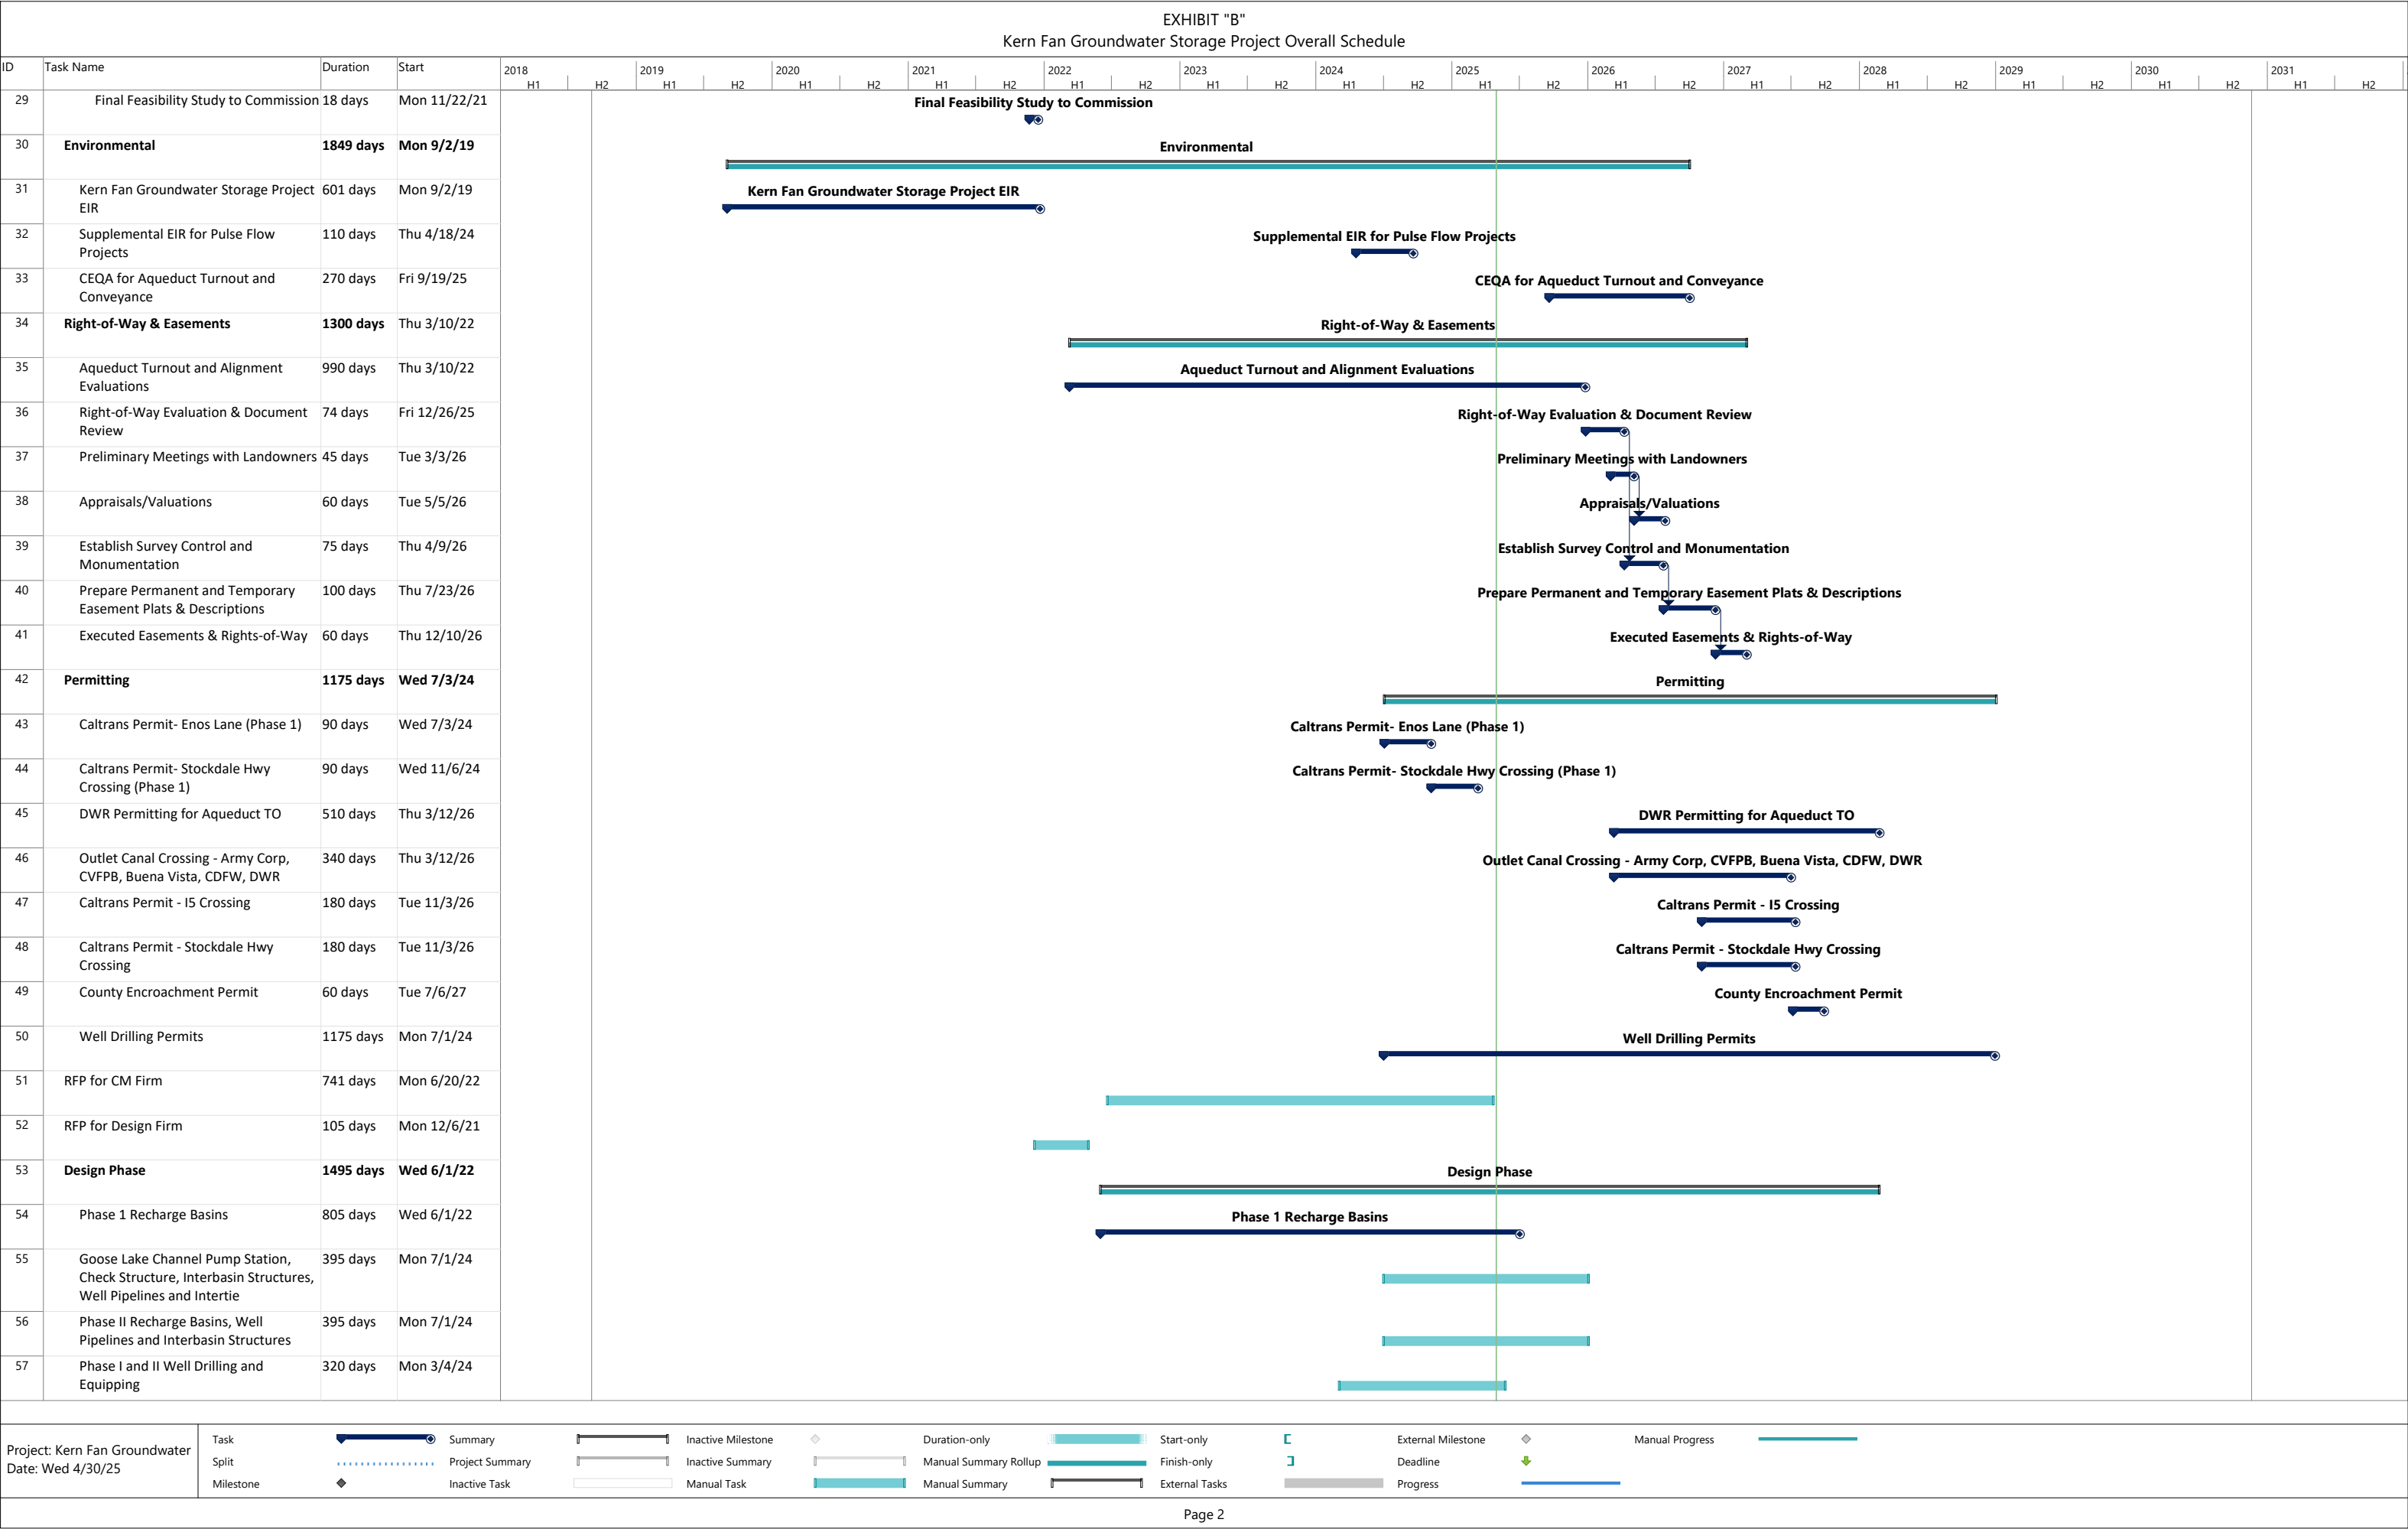 EXHIBIT "B"
Kern Fan Groundwater Storage Project Overall Schedule
ID Task Name Duration Start 2018 2019 2020 2021 2022 2023 2024 2025 2026 2027 2028 2029 2030 2031
H1 H2 H1 H2 H1 H2 H1 H2 H1 H2 H1 H2 H1 H2 H1 H2 H1 H2 H1 H2 H1 H2 H1 H2 H1 H2 H1 H2
29 Final Feasibility Study to Commission 18 days Mon 11/22/21 Final Feasibility Study to Commission
30 Environmental 1849 days Mon 9/2/19 Environmental
31 Kern Fan Groundwater Storage Project 601 days Mon 9/2/19 Kern Fan Groundwater Storage Project EIR
EIR
32 Supplemental EIR for Pulse Flow 110 days Thu 4/18/24 Supplemental EIR for Pulse Flow Projects
Projects
33 CEQA for Aqueduct Turnout and 270 days Fri 9/19/25 CEQA for Aqueduct Turnout and Conveyance
Conveyance
34 Right-of-Way & Easements 1300 days Thu 3/10/22 Right-of-Way & Easements
35 Aqueduct Turnout and Alignment 990 days Thu 3/10/22 Aqueduct Turnout and Alignment Evaluations
Evaluations
36 Right-of-Way Evaluation & Document 74 days Fri 12/26/25 Right-of-Way Evaluation & Document Review
Review
37 Preliminary Meetings with Landowners 45 days Tue 3/3/26 Preliminary Meetings with Landowners
38 Appraisals/Valuations 60 days Tue 5/5/26 Appraisals/Valuations
39 Establish Survey Control and 75 days Thu 4/9/26 Establish Survey Control and Monumentation
Monumentation
40 Prepare Permanent and Temporary 100 days Thu 7/23/26 Prepare Permanent and Temporary Easement Plats & Descriptions
Easement Plats & Descriptions
41 Executed Easements & Rights-of-Way 60 days Thu 12/10/26 Executed Easements & Rights-of-Way
42 Permitting 1175 days Wed 7/3/24 Permitting
43 Caltrans Permit- Enos Lane (Phase 1) 90 days Wed 7/3/24 Caltrans Permit- Enos Lane (Phase 1)
44 Caltrans Permit- Stockdale Hwy 90 days Wed 11/6/24 Caltrans Permit- Stockdale Hwy Crossing (Phase 1)
Crossing (Phase 1)
45 DWR Permitting for Aqueduct TO 510 days Thu 3/12/26 DWR Permitting for Aqueduct TO
46 Outlet Canal Crossing - Army Corp, 340 days Thu 3/12/26 Outlet Canal Crossing - Army Corp, CVFPB, Buena Vista, CDFW, DWR
CVFPB, Buena Vista, CDFW, DWR
47 Caltrans Permit - I5 Crossing 180 days Tue 11/3/26 Caltrans Permit - I5 Crossing
48 Caltrans Permit - Stockdale Hwy 180 days Tue 11/3/26 Caltrans Permit - Stockdale Hwy Crossing
Crossing
49 County Encroachment Permit 60 days Tue 7/6/27 County Encroachment Permit
50 Well Drilling Permits 1175 days Mon 7/1/24 Well Drilling Permits
51 RFP for CM Firm 741 days Mon 6/20/22
52 RFP for Design Firm 105 days Mon 12/6/21
53 Design Phase 1495 days Wed 6/1/22 Design Phase
54 Phase 1 Recharge Basins 805 days Wed 6/1/22 Phase 1 Recharge Basins
55 Goose Lake Channel Pump Station, 395 days Mon 7/1/24
Check Structure, Interbasin Structures,
Well Pipelines and Intertie
56 Phase II Recharge Basins, Well 395 days Mon 7/1/24
Pipelines and Interbasin Structures
57 Phase I and II Well Drilling and 320 days Mon 3/4/24
Equipping
Project: Kern Fan Groundwater
Date: Wed 4/30/25
Task Summary Inactive Milestone Duration-only Start-only External Milestone Manual Progress
Split Project Summary Inactive Summary Manual Summary Rollup Finish-only Deadline
Milestone Inactive Task Manual Task Manual Summary External Tasks Progress
Page 2